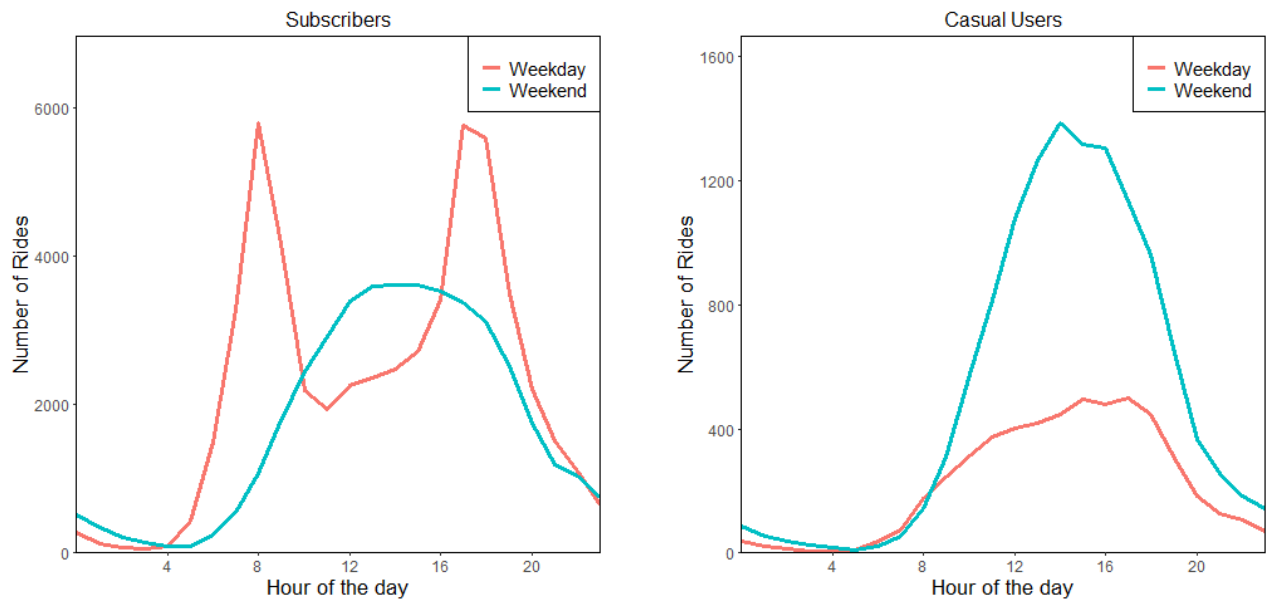 Subscribers
Weekday
Weekend
6000
4000
2000
0
Number of Rides
4 8 12 16 20
Hour of the day
Casual Users
Weekday
Weekend
1600
1200
800
400
0
Number of Rides
4 8 12 16 20
Hour of the day